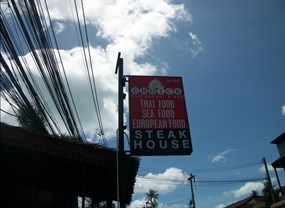 CHOICE
THAI FOOD
SEA FOOD
EUROPEAN FOOD
STEAK
HOUSE